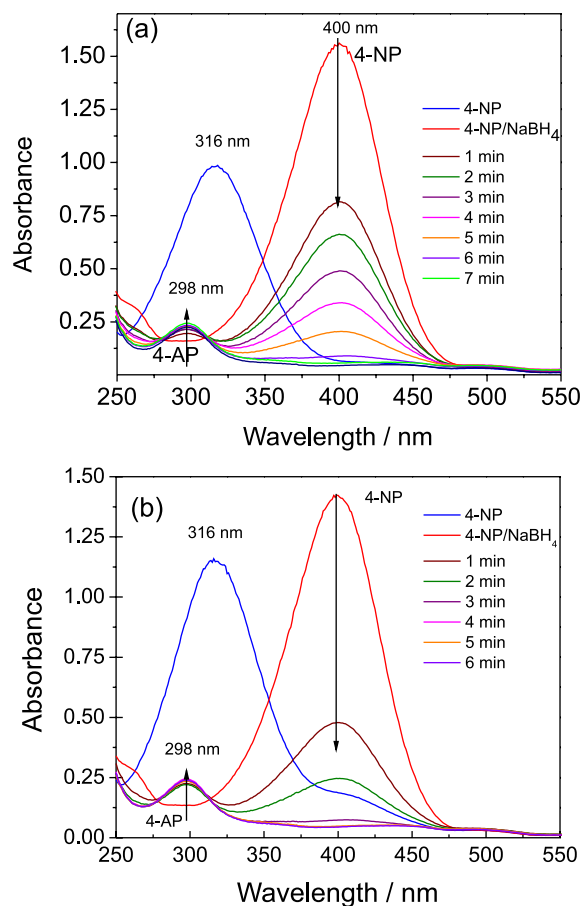 (a)
400 nm
4-NP
316 nm
298 nm
4-AP
4-NP
4-NP/NaBH4
1 min
2 min
3 min
4 min
5 min
6 min
7 min
Absorbance
1.50
1.25
1.00
0.75
0.50
0.25
250 300 350 400 450 500 550
Wavelength / nm
(b)
4-NP
316 nm
298 nm
4-AP
4-NP
4-NP/NaBH4
1 min
2 min
3 min
4 min
5 min
6 min
Absorbance
1.50
1.25
1.00
0.75
0.50
0.25
0.00
250 300 350 400 450 500 550
Wavelength / nm